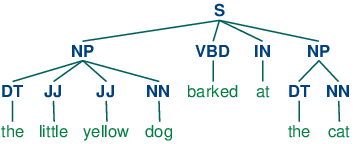 S
NP VBD IN NP
DT JJ JJ NN barked at DT NN
the little yellow dog the cat